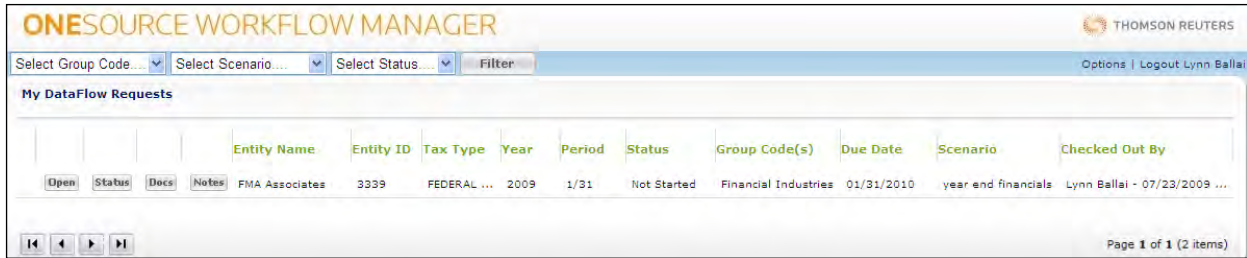 ONESOURCE WORKFLOW MANAGER THOMSON REUTERS
Select Group Code.... Select Scenario.... Select Status.... Filter Options | Logout Lynn Ballai
My DataFlow Requests
Entity Name Entity ID Tax Type Year Period Status Group Code(s) Due Date Scenario Checked Out By
Open Status Docs Notes FMA Associates 3339 FEDERAL ... 2009 1/31 Not Started Financial Industries 01/31/2010 year end financials Lynn Ballai - 07/23/2009 ...
Page 1 of 1 (2 items)